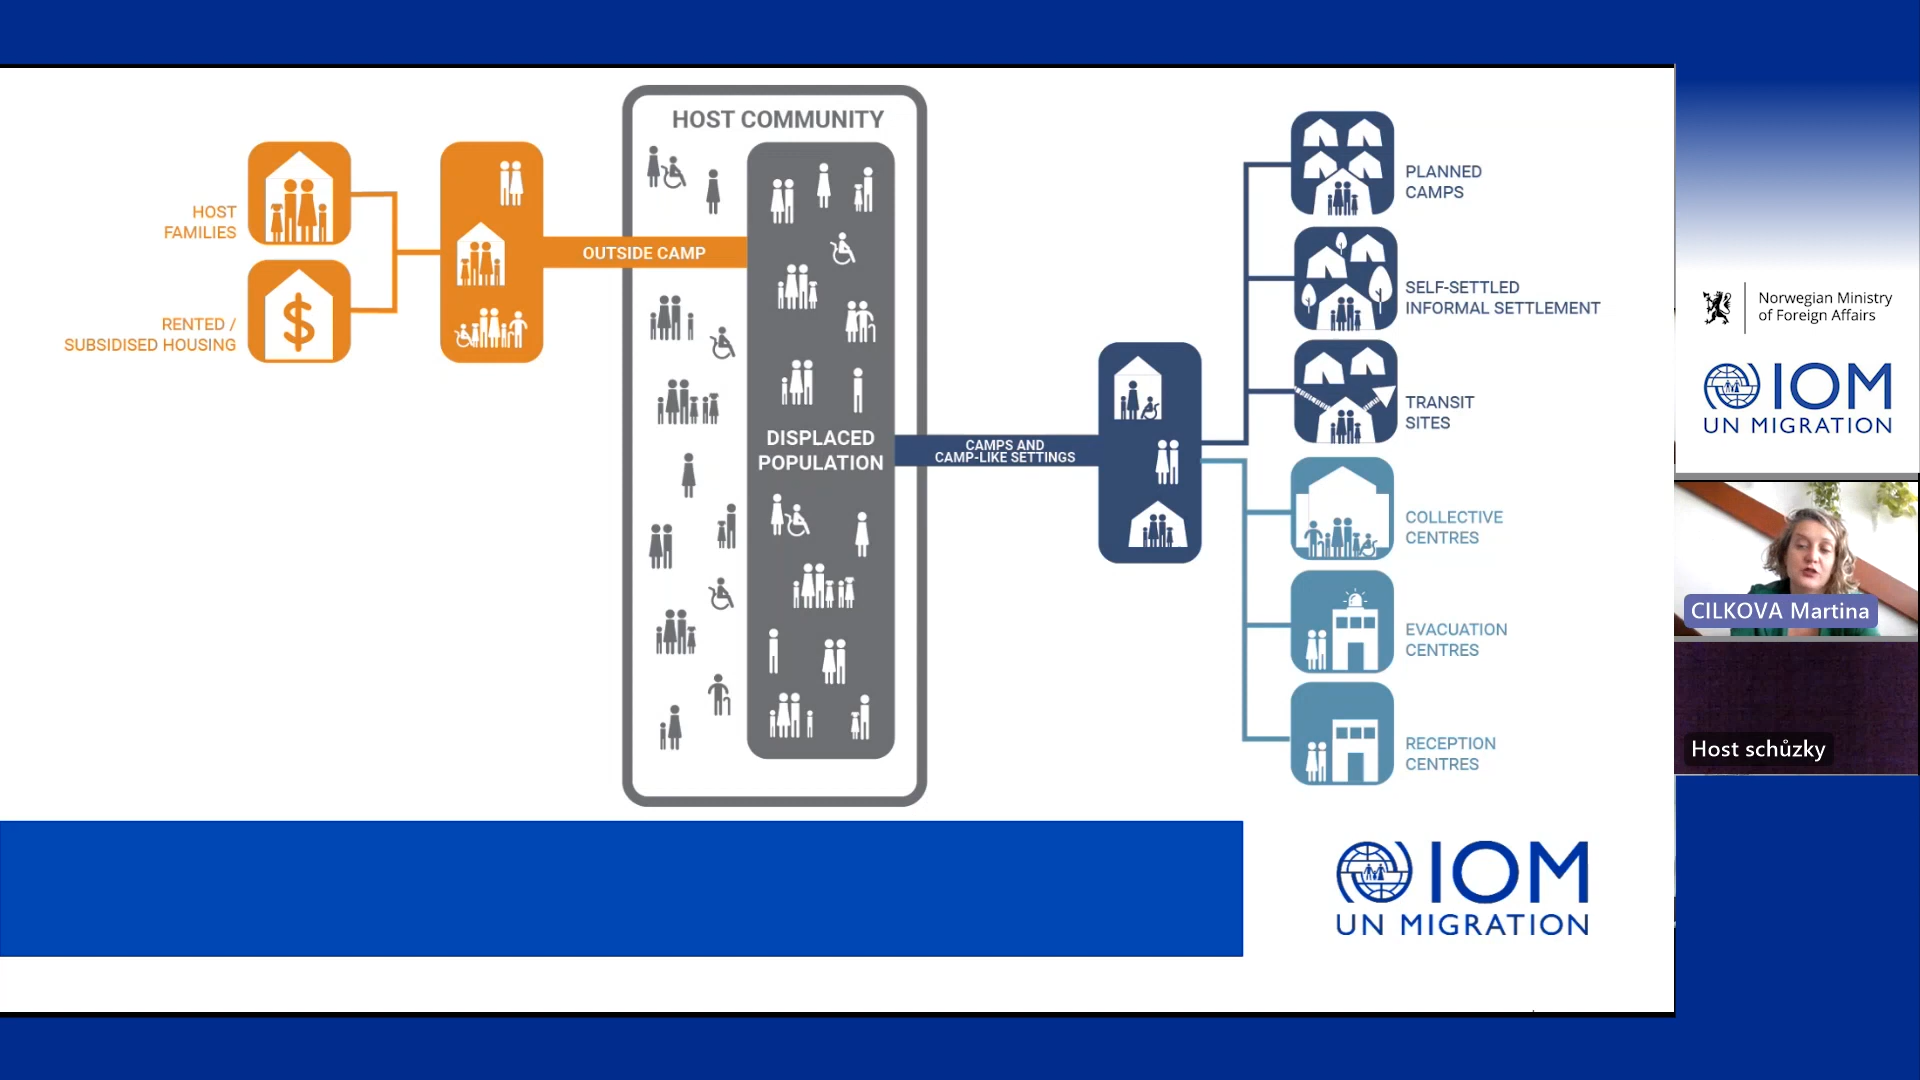 HOST COMMUNITY
HOST
FAMILIES
RENTED /
SUBSIDISED HOUSING
$
OUTSIDE CAMP
DISPLACED
POPULATION
CAMPS AND
CAMP-LIKE SETTINGS
PLANNED
CAMPS
SELF-SETTLED
INFORMAL SETTLEMENT
TRANSIT
SITES
COLLECTIVE
CENTRES
EVACUATION
CENTRES
RECEPTION
CENTRES
IOM
UN MIGRATION
Norwegian Ministry
of Foreign Affairs
IOM
UN MIGRATION
CILKOVA Martina
Host schůzky